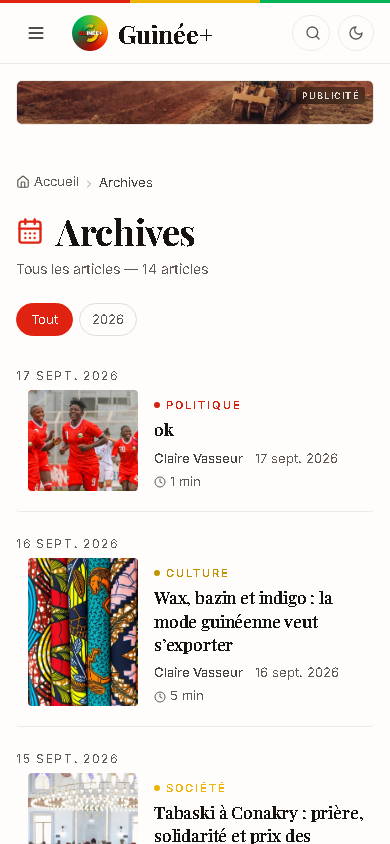 Guinée+
PUBLICITÉ
Accueil > Archives
Archives
Tous les articles — 14 articles
Tout
2026
17 SEPT. 2026
POLITIQUE
ok
Claire Vasseur 17 sept. 2026
1 min
16 SEPT. 2026
CULTURE
Wax, bazin et indigo : la
mode guinéenne veut
s'exporter
Claire Vasseur 16 sept. 2026
5 min
15 SEPT. 2026
SOCIÉTÉ
Tabaski à Conakry : prière,
solidarité et prix des